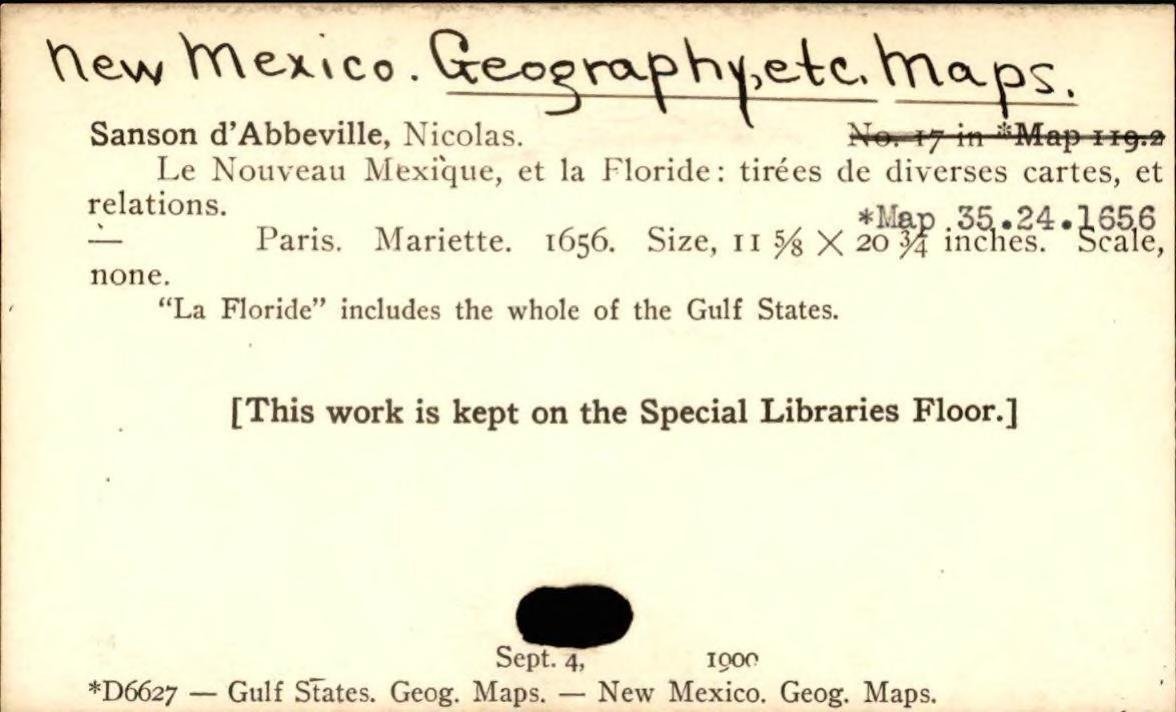 New Mexico. Geography, etc. Maps.
Sanson d'Abbeville, Nicolas. No. 17 in *Map 119.2
Le Nouveau Mexique, et la Floride: tirées de diverses cartes, et
relations.
*Map 35.24.1656
— Paris. Mariette. 1656. Size, 11 5/8 X 20 3/4 inches. Scale,
none.
"La Floride" includes the whole of the Gulf States.
[This work is kept on the Special Libraries Floor.]
Sept. 4, 1900
*D6627 — Gulf States. Geog. Maps. — New Mexico. Geog. Maps.